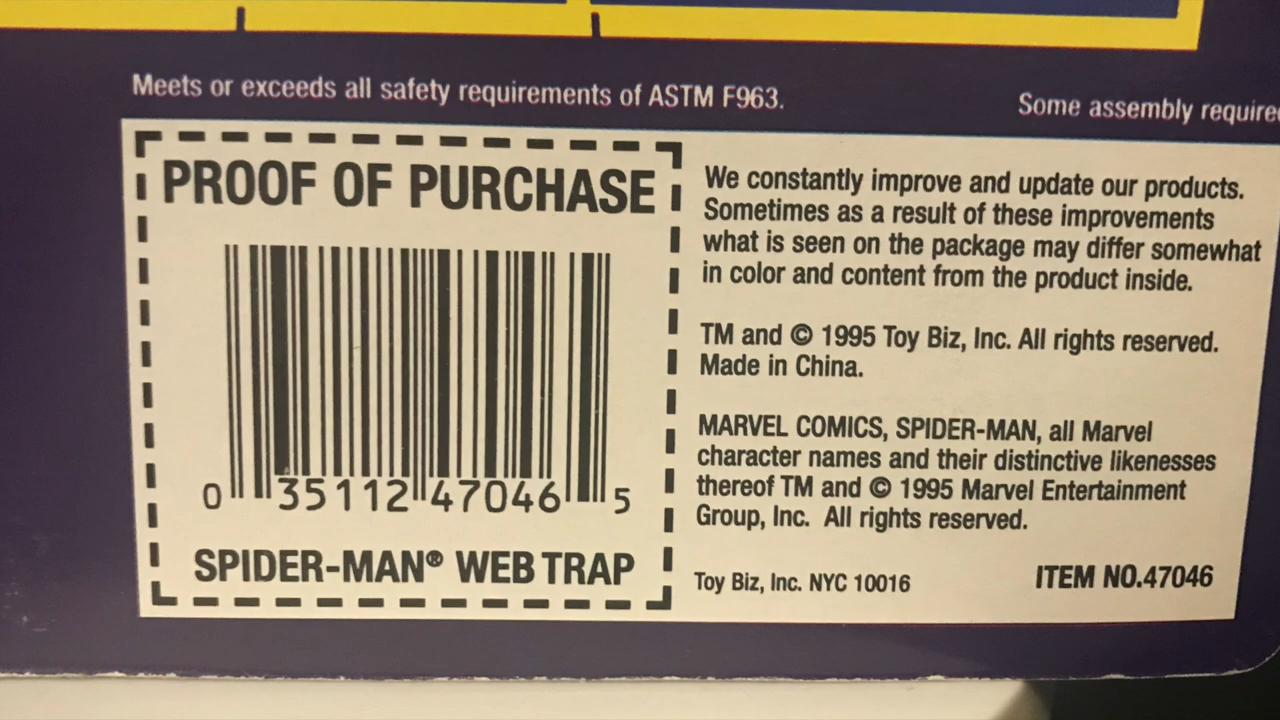 Meets or exceeds all safety requirements of ASTM F963.
Some assembly require
PROOF OF PURCHASE
0 35112 47046 5
SPIDER-MAN® WEB TRAP
We constantly improve and update our products.
Sometimes as a result of these improvements
what is seen on the package may differ somewhat
in color and content from the product inside.
TM and © 1995 Toy Biz, Inc. All rights reserved.
Made in China.
MARVEL COMICS, SPIDER-MAN, all Marvel
character names and their distinctive likenesses
thereof TM and © 1995 Marvel Entertainment
Group, Inc. All rights reserved.
Toy Biz, Inc. NYC 10016
ITEM NO.47046